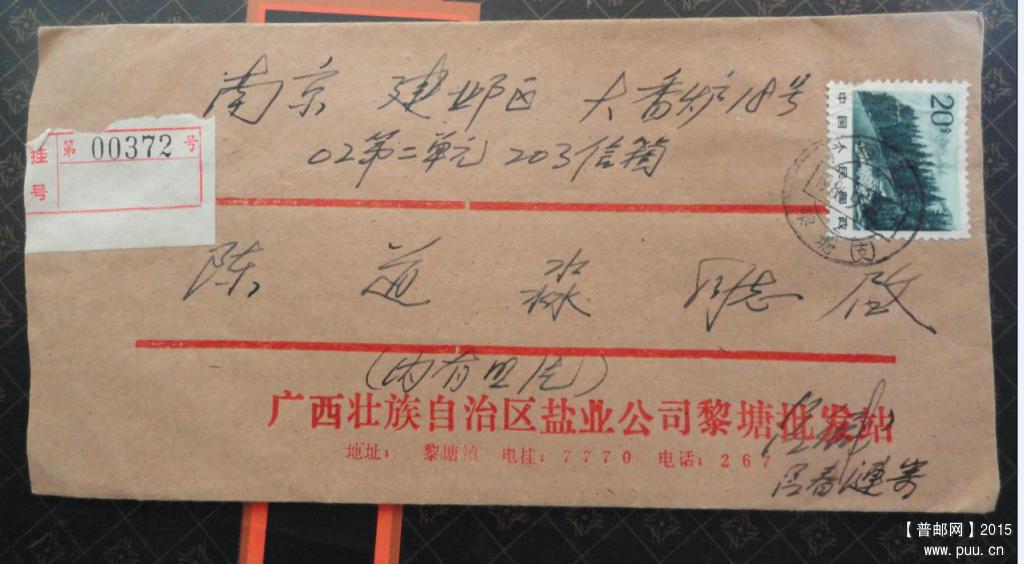 南京 建邺区 大香炉18号
02第二单元 203信箱
挂号
第 00372 号
20分
中国人民邮政
陈道淼 同志 啟
(内有照片)
广西壮族自治区盐业公司黎塘批发站
地址: 黎塘镇 电挂:7770 电话:267
吕春連寄
【普邮网】2015
www.puu.cn